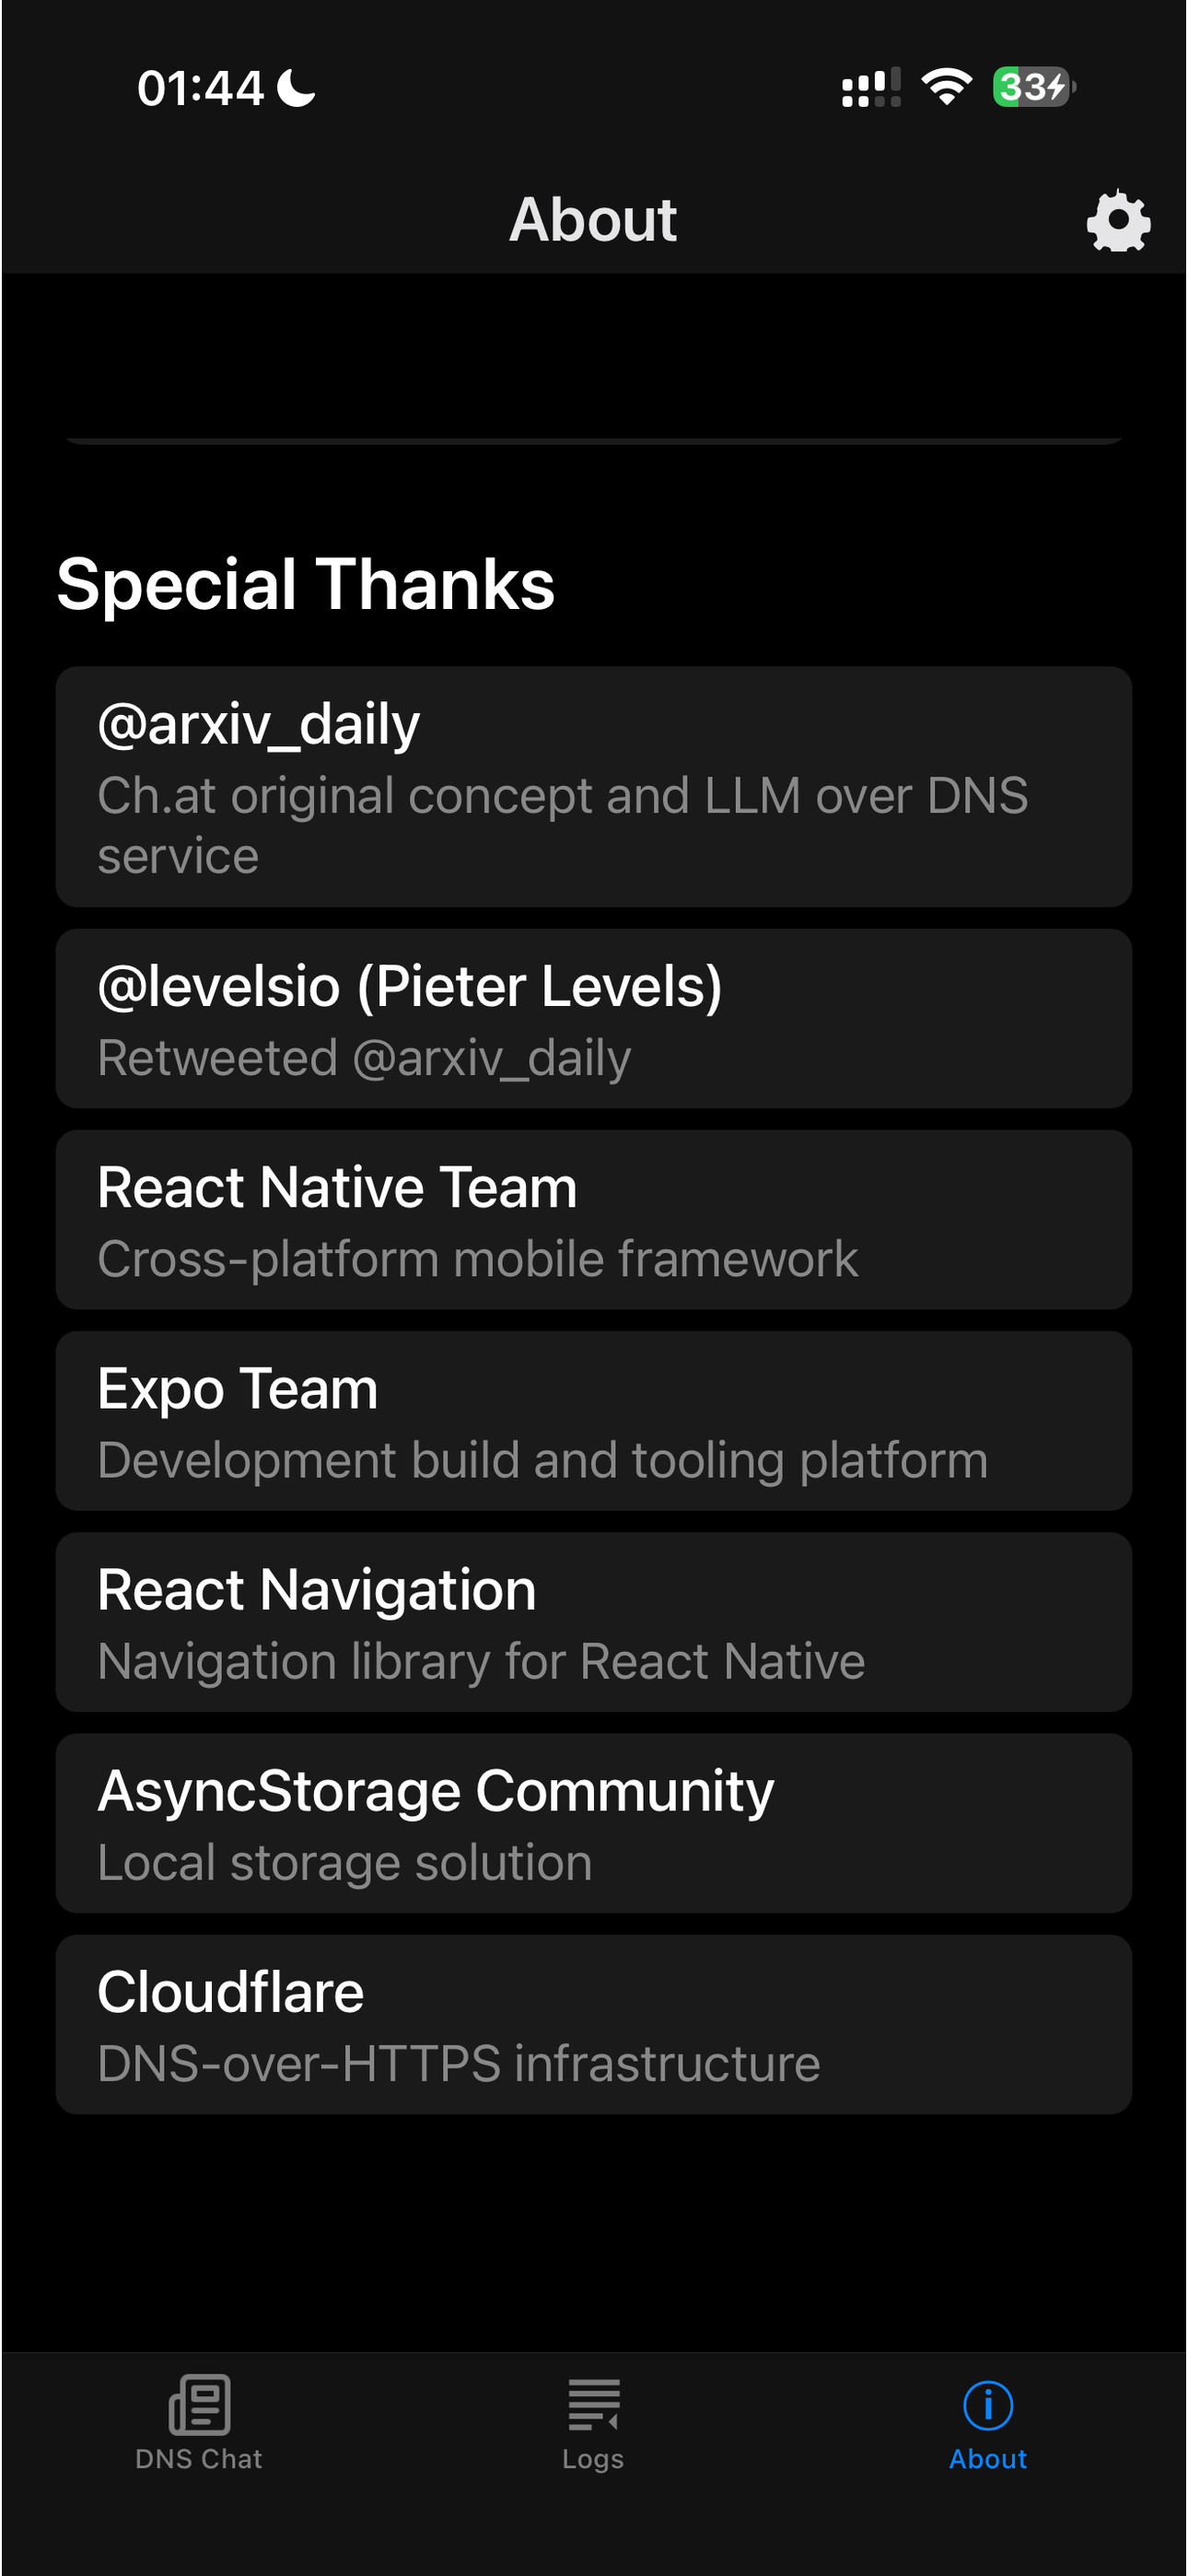 01:44
33
About
Special Thanks
@arxiv_daily
Ch.at original concept and LLM over DNS
service
@levelsio (Pieter Levels)
Retweeted @arxiv_daily
React Native Team
Cross-platform mobile framework
Expo Team
Development build and tooling platform
React Navigation
Navigation library for React Native
AsyncStorage Community
Local storage solution
Cloudflare
DNS-over-HTTPS infrastructure
DNS Chat
Logs
About